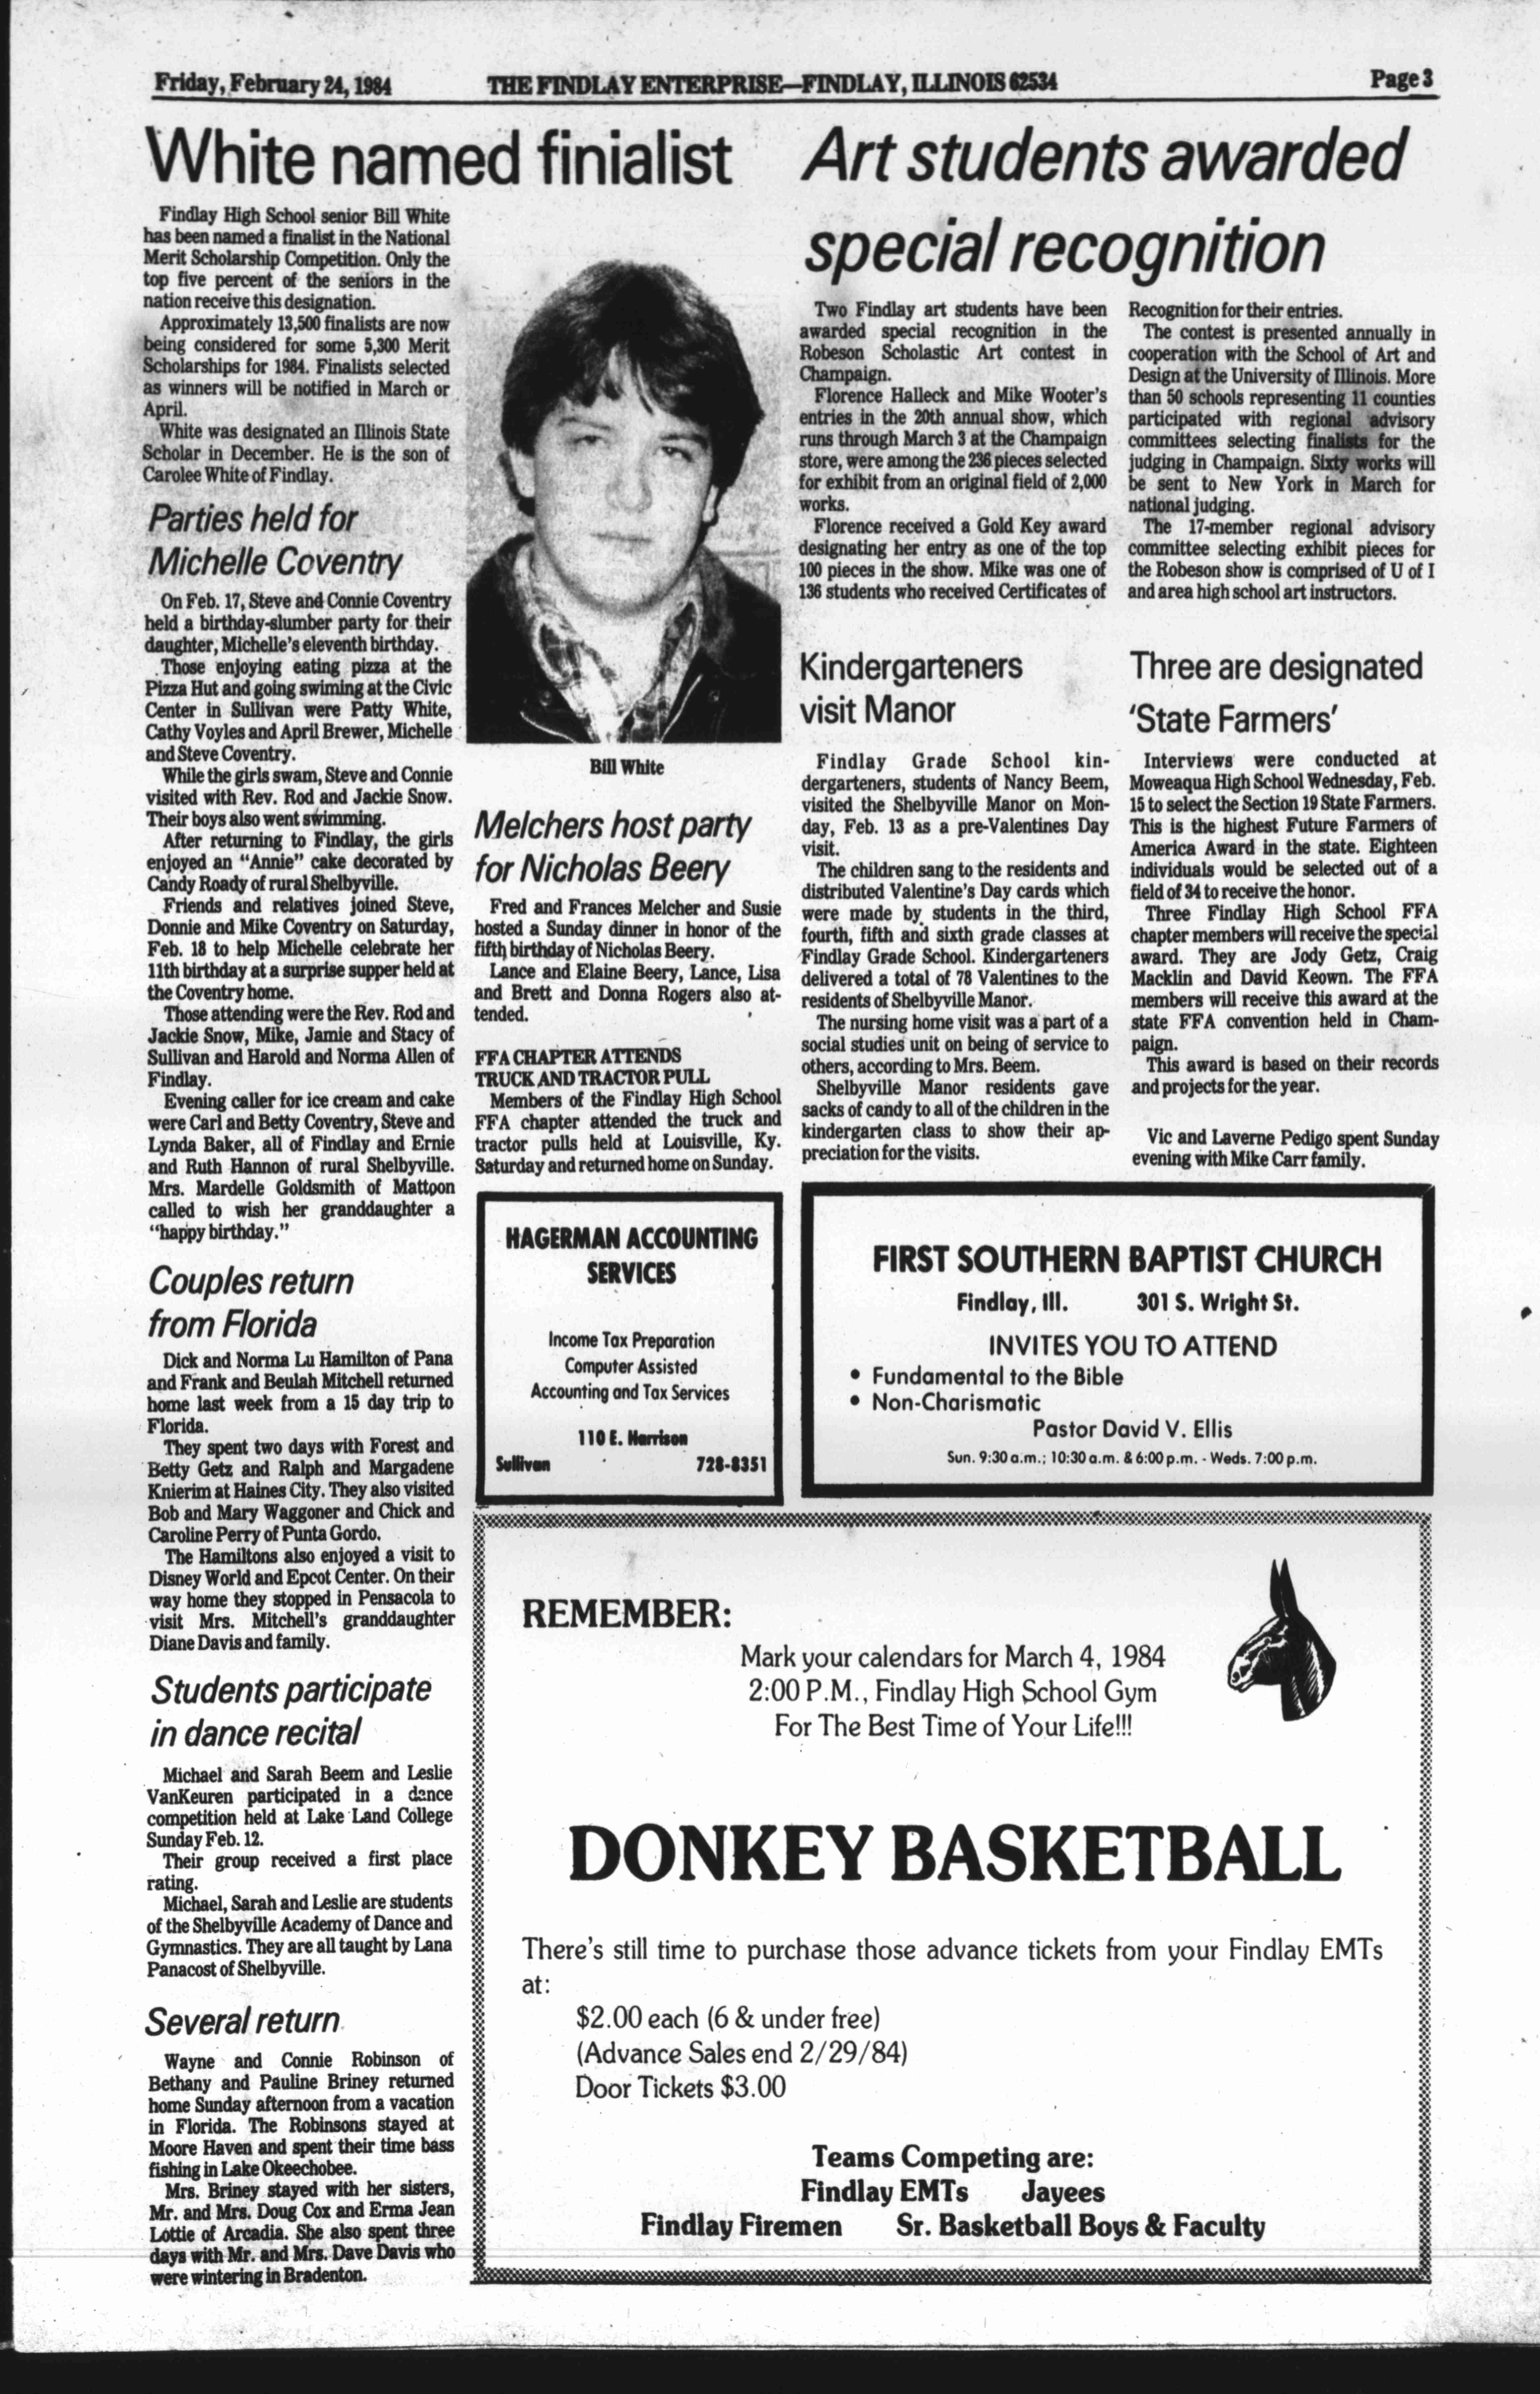 Friday, February 24, 1984
THE FINDLAY ENTERPRISE—FINDLAY, ILLINOIS 62534
Page 3
White named finialist
Findlay High School senior Bill White
has been named a finalist in the National
Merit Scholarship Competition. Only the
top five percent of the seniors in the
nation receive this designation.
Approximately 13,500 finalists are now
being considered for some 5,300 Merit
Scholarships for 1984. Finalists selected
as winners will be notified in March or
April.
White was designated an Illinois State
Scholar in December. He is the son of
Carolee White of Findlay.
Parties held for
Michelle Coventry
On Feb. 17, Steve and Connie Coventry
held a birthday-slumber party for their
daughter, Michelle's eleventh birthday.
Those enjoying eating pizza at the
Pizza Hut and going swiming at the Civic
Center in Sullivan were Patty White,
Cathy Voyles and April Brewer, Michelle
and Steve Coventry.
While the girls swam, Steve and Connie
visited with Rev. Rod and Jackie Snow.
Their boys also went swimming.
After returning to Findlay, the girls
enjoyed an "Annie" cake decorated by
Candy Roady of rural Shelbyville.
Friends and relatives joined Steve,
Donnie and Mike Coventry on Saturday,
Feb. 18 to help Michelle celebrate her
11th birthday at a surprise supper held at
the Coventry home.
Those attending were the Rev. Rod and
Jackie Snow, Mike, Jamie and Stacy of
Sullivan and Harold and Norma Allen of
Findlay.
Evening caller for ice cream and cake
were Carl and Betty Coventry, Steve and
Lynda Baker, all of Findlay and Ernie
and Ruth Hannon of rural Shelbyville.
Mrs. Mardelle Goldsmith of Mattoon
called to wish her granddaughter a
"happy birthday."
Couples return
from Florida
Dick and Norma Lu Hamilton of Pana
and Frank and Beulah Mitchell returned
home last week from a 15 day trip to
Florida.
They spent two days with Forest and
Betty Getz and Ralph and Margadene
Knierim at Haines City. They also visited
Bob and Mary Waggoner and Chick and
Caroline Perry of Punta Gordo.
The Hamiltons also enjoyed a visit to
Disney World and Epcot Center. On their
way home they stopped in Pensacola to
visit Mrs. Mitchell's granddaughter
Diane Davis and family.
Students participate
in dance recital
Michael and Sarah Beem and Leslie
VanKeuren participated in a dance
competition held at Lake Land College
Sunday Feb. 12.
Their group received a first place
rating.
Michael, Sarah and Leslie are students
of the Shelbyville Academy of Dance and
Gymnastics. They are all taught by Lana
Panacost of Shelbyville.
Several return
Wayne and Connie Robinson of
Bethany and Pauline Briney returned
home Sunday afternoon from a vacation
in Florida. The Robinsons stayed at
Moore Haven and spent their time bass
fishing in Lake Okeechobee.
Mrs. Briney stayed with her sisters,
Mr. and Mrs. Doug Cox and Erma Jean
Lottie of Arcadia. She also spent three
days with Mr. and Mrs. Dave Davis who
were wintering in Bradenton.
Bill White
Melchers host party
for Nicholas Beery
Fred and Frances Melcher and Susie
hosted a Sunday dinner in honor of the
fifth birthday of Nicholas Beery.
Lance and Elaine Beery, Lance, Lisa
and Brett and Donna Rogers also at-
tended.
FFA CHAPTER ATTENDS
TRUCK AND TRACTOR PULL
Members of the Findlay High School
FFA chapter attended the truck and
tractor pulls held at Louisville, Ky.
Saturday and returned home on Sunday.
Art students awarded
special recognition
Two Findlay art students have been
awarded special recognition in the
Robeson Scholastic Art contest in
Champaign.
Florence Halleck and Mike Wooter's
entries in the 20th annual show, which
runs through March 3 at the Champaign
store, were among the 236 pieces selected
for exhibit from an original field of 2,000
works.
Florence received a Gold Key award
designating her entry as one of the top
100 pieces in the show. Mike was one of
136 students who received Certificates of
Recognition for their entries.
The contest is presented annually in
cooperation with the School of Art and
Design at the University of Illinois. More
than 50 schools representing 11 counties
participated with regional advisory
committees selecting finalists for the
judging in Champaign. Sixty works will
be sent to New York in March for
national judging.
The 17-member regional advisory
committee selecting exhibit pieces for
the Robeson show is comprised of U of I
and area high school art instructors.
Kindergarteners
visit Manor
Findlay Grade School kin-
dergarteners, students of Nancy Beem,
visited the Shelbyville Manor on Mon-
day, Feb. 13 as a pre-Valentines Day
visit.
The children sang to the residents and
distributed Valentine's Day cards which
were made by students in the third,
fourth, fifth and sixth grade classes at
Findlay Grade School. Kindergarteners
delivered a total of 78 Valentines to the
residents of Shelbyville Manor.
The nursing home visit was a part of a
social studies unit on being of service to
others, according to Mrs. Beem.
Shelbyville Manor residents gave
sacks of candy to all of the children in the
kindergarten class to show their ap-
preciation for the visits.
Three are designated
'State Farmers'
Interviews were conducted at
Moweaqua High School Wednesday, Feb.
15 to select the Section 19 State Farmers.
This is the highest Future Farmers of
America Award in the state. Eighteen
individuals would be selected out of a
field of 34 to receive the honor.
Three Findlay High School FFA
chapter members will receive the special
award. They are Jody Getz, Craig
Macklin and David Keown. The FFA
members will receive this award at the
state FFA convention held in Cham-
paign.
This award is based on their records
and projects for the year.
Vic and Laverne Pedigo spent Sunday
evening with Mike Carr family.
HAGERMAN ACCOUNTING
SERVICES
Income Tax Preparation
Computer Assisted
Accounting and Tax Services
110 E. Harrison
Sullivan 728-8351
FIRST SOUTHERN BAPTIST CHURCH
Findlay, Ill. 301 S. Wright St.
INVITES YOU TO ATTEND
• Fundamental to the Bible
• Non-Charismatic
Pastor David V. Ellis
Sun. 9:30 a.m.; 10:30 a.m. & 6:00 p.m. - Weds. 7:00 p.m.
REMEMBER:
Mark your calendars for March 4, 1984
2:00 P.M., Findlay High School Gym
For The Best Time of Your Life!!!
DONKEY BASKETBALL
There's still time to purchase those advance tickets from your Findlay EMTs
at:
$2.00 each (6 & under free)
(Advance Sales end 2/29/84)
Door Tickets $3.00
Teams Competing are:
Findlay EMTs Jayees
Findlay Firemen Sr. Basketball Boys & Faculty